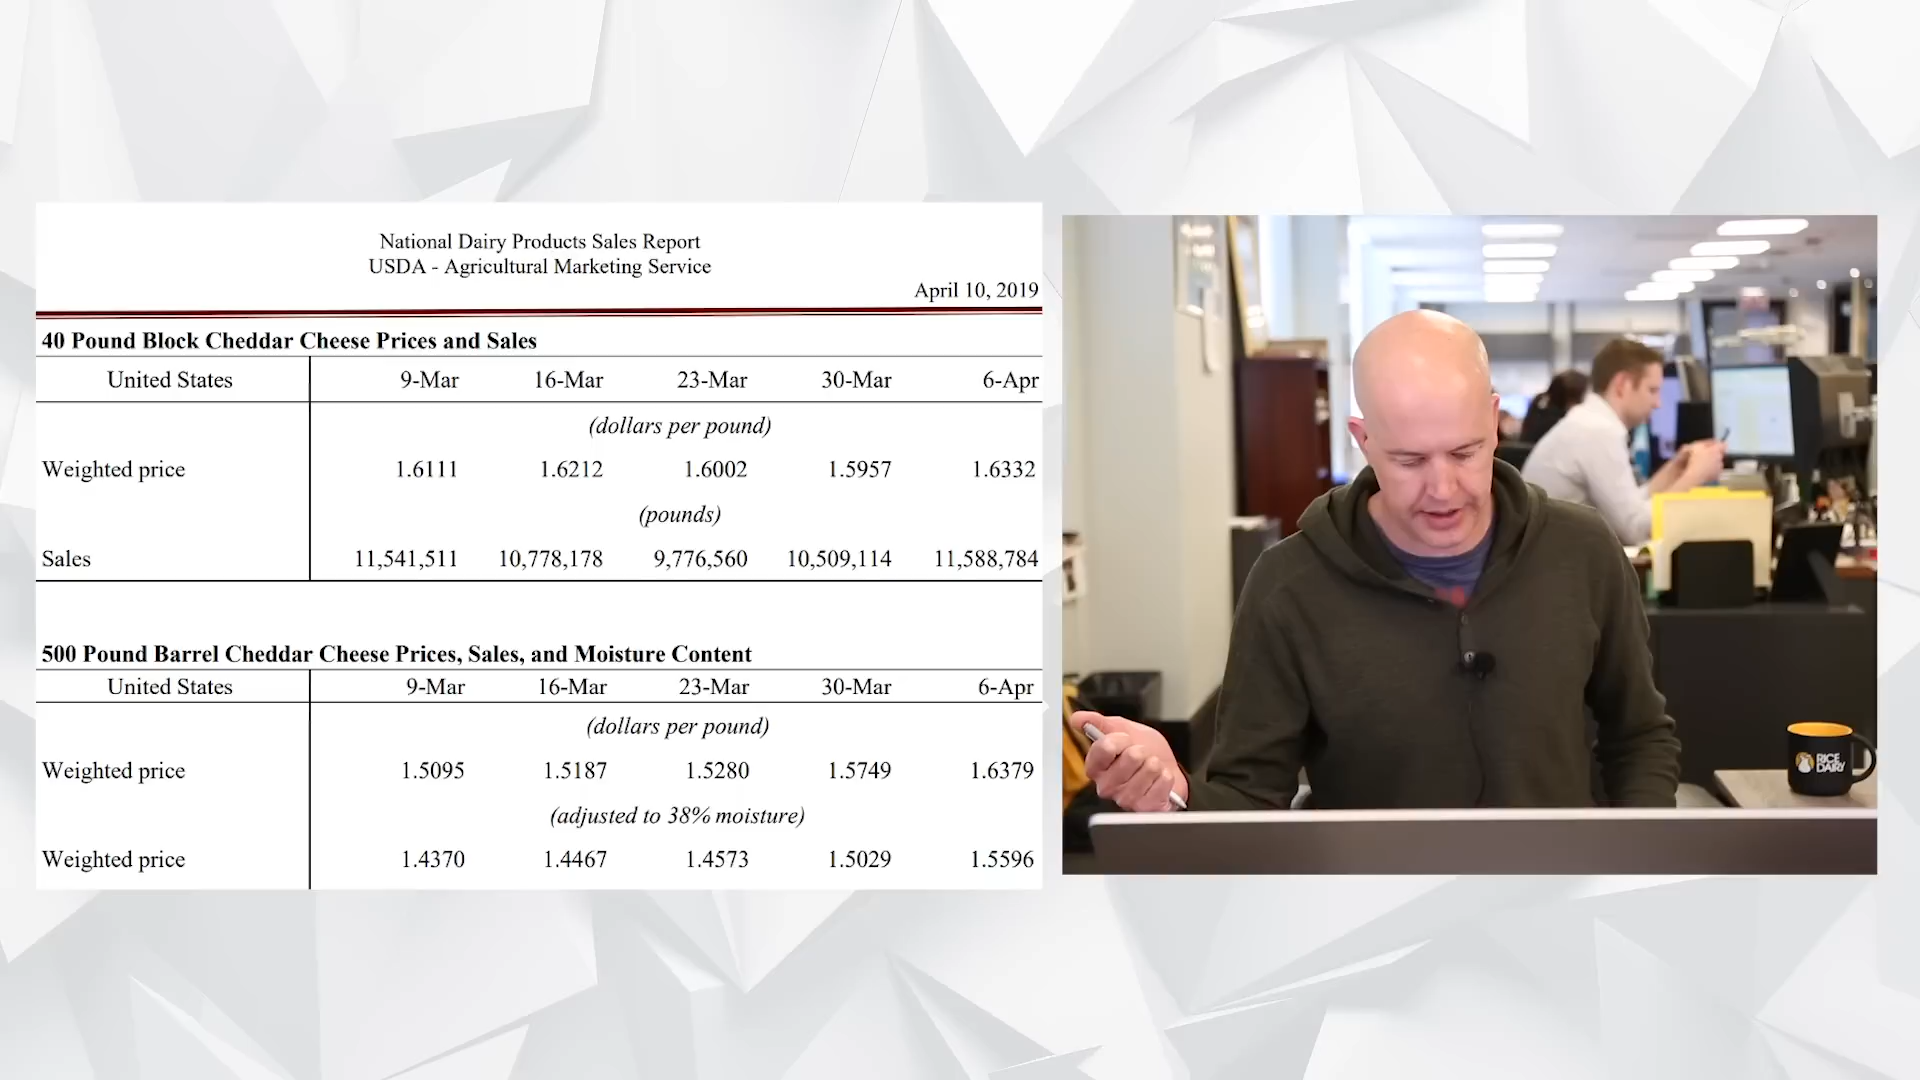 National Dairy Products Sales Report
USDA - Agricultural Marketing Service
April 10, 2019
40 Pound Block Cheddar Cheese Prices and Sales
United States 9-Mar 16-Mar 23-Mar 30-Mar 6-Apr
(dollars per pound)
Weighted price 1.6111 1.6212 1.6002 1.5957 1.6332
(pounds)
Sales 11,541,511 10,778,178 9,776,560 10,509,114 11,588,784
500 Pound Barrel Cheddar Cheese Prices, Sales, and Moisture Content
United States 9-Mar 16-Mar 23-Mar 30-Mar 6-Apr
(dollars per pound)
Weighted price 1.5095 1.5187 1.5280 1.5749 1.6379
(adjusted to 38% moisture)
Weighted price 1.4370 1.4467 1.4573 1.5029 1.5596
RICE
DAIRY